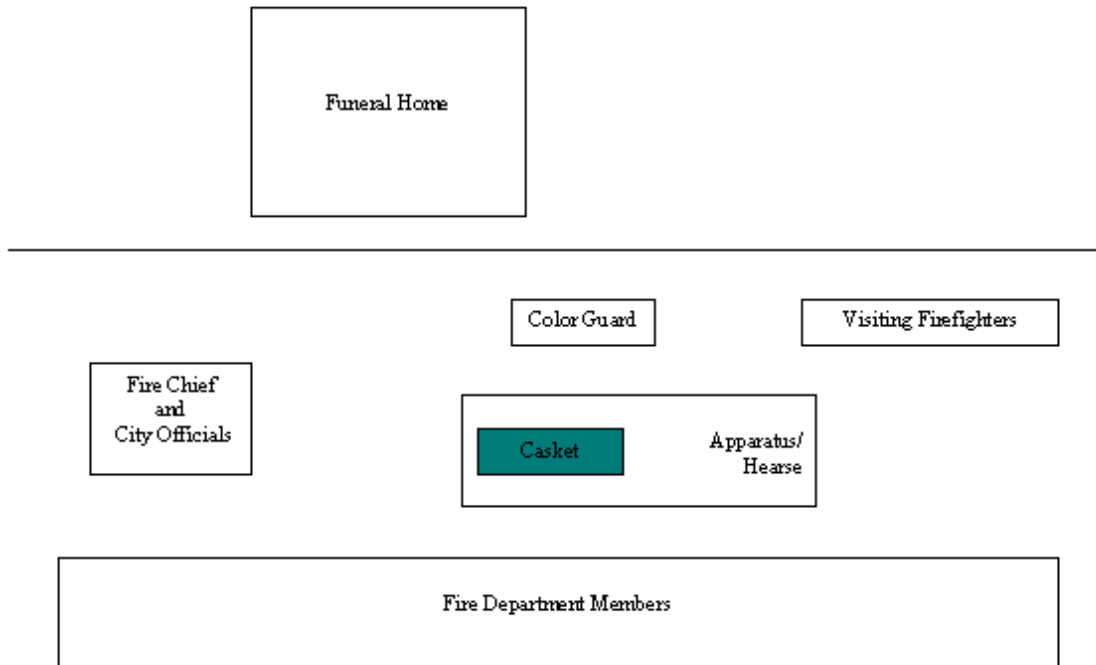 Funeral Home
Color Guard
Visiting Firefighters
Fire Chief
and
City Officials
Casket
Apparatus/
Hearse
Fire Department Members